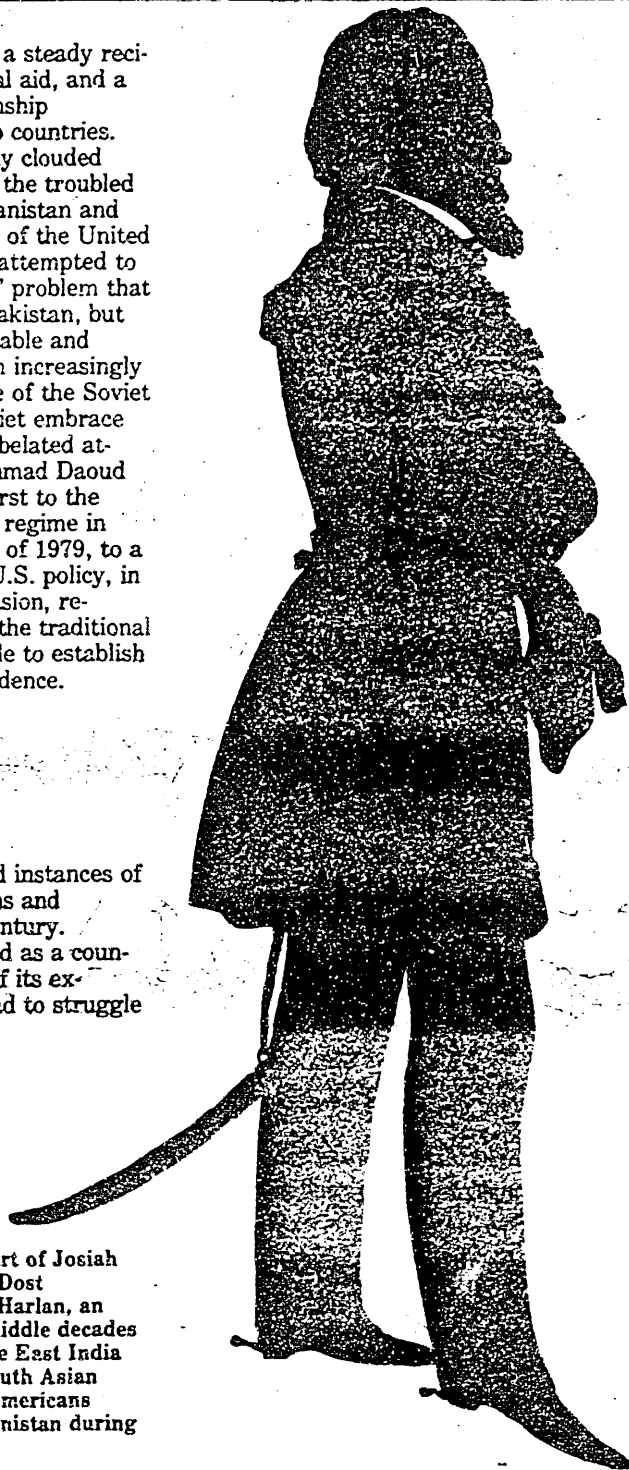 a steady reci-
al aid, and a
nship
o countries.
ly clouded
the troubled
anistan and
of the United
attempted to
' problem that
akistan, but
able and
n increasingly
e of the Soviet
iet embrace
belated at-
amad Daoud
rst to the
regime in
of 1979, to a
U.S. policy, in
sion, re-
the traditional
le to establish
dence.
d instances of
ns and
ntury.
d as a coun-
f its ex-
ad to struggle
rt of Josiah
Dost
Harlan, an
iddle decades
e East India
uth Asian
mericans
nistan during